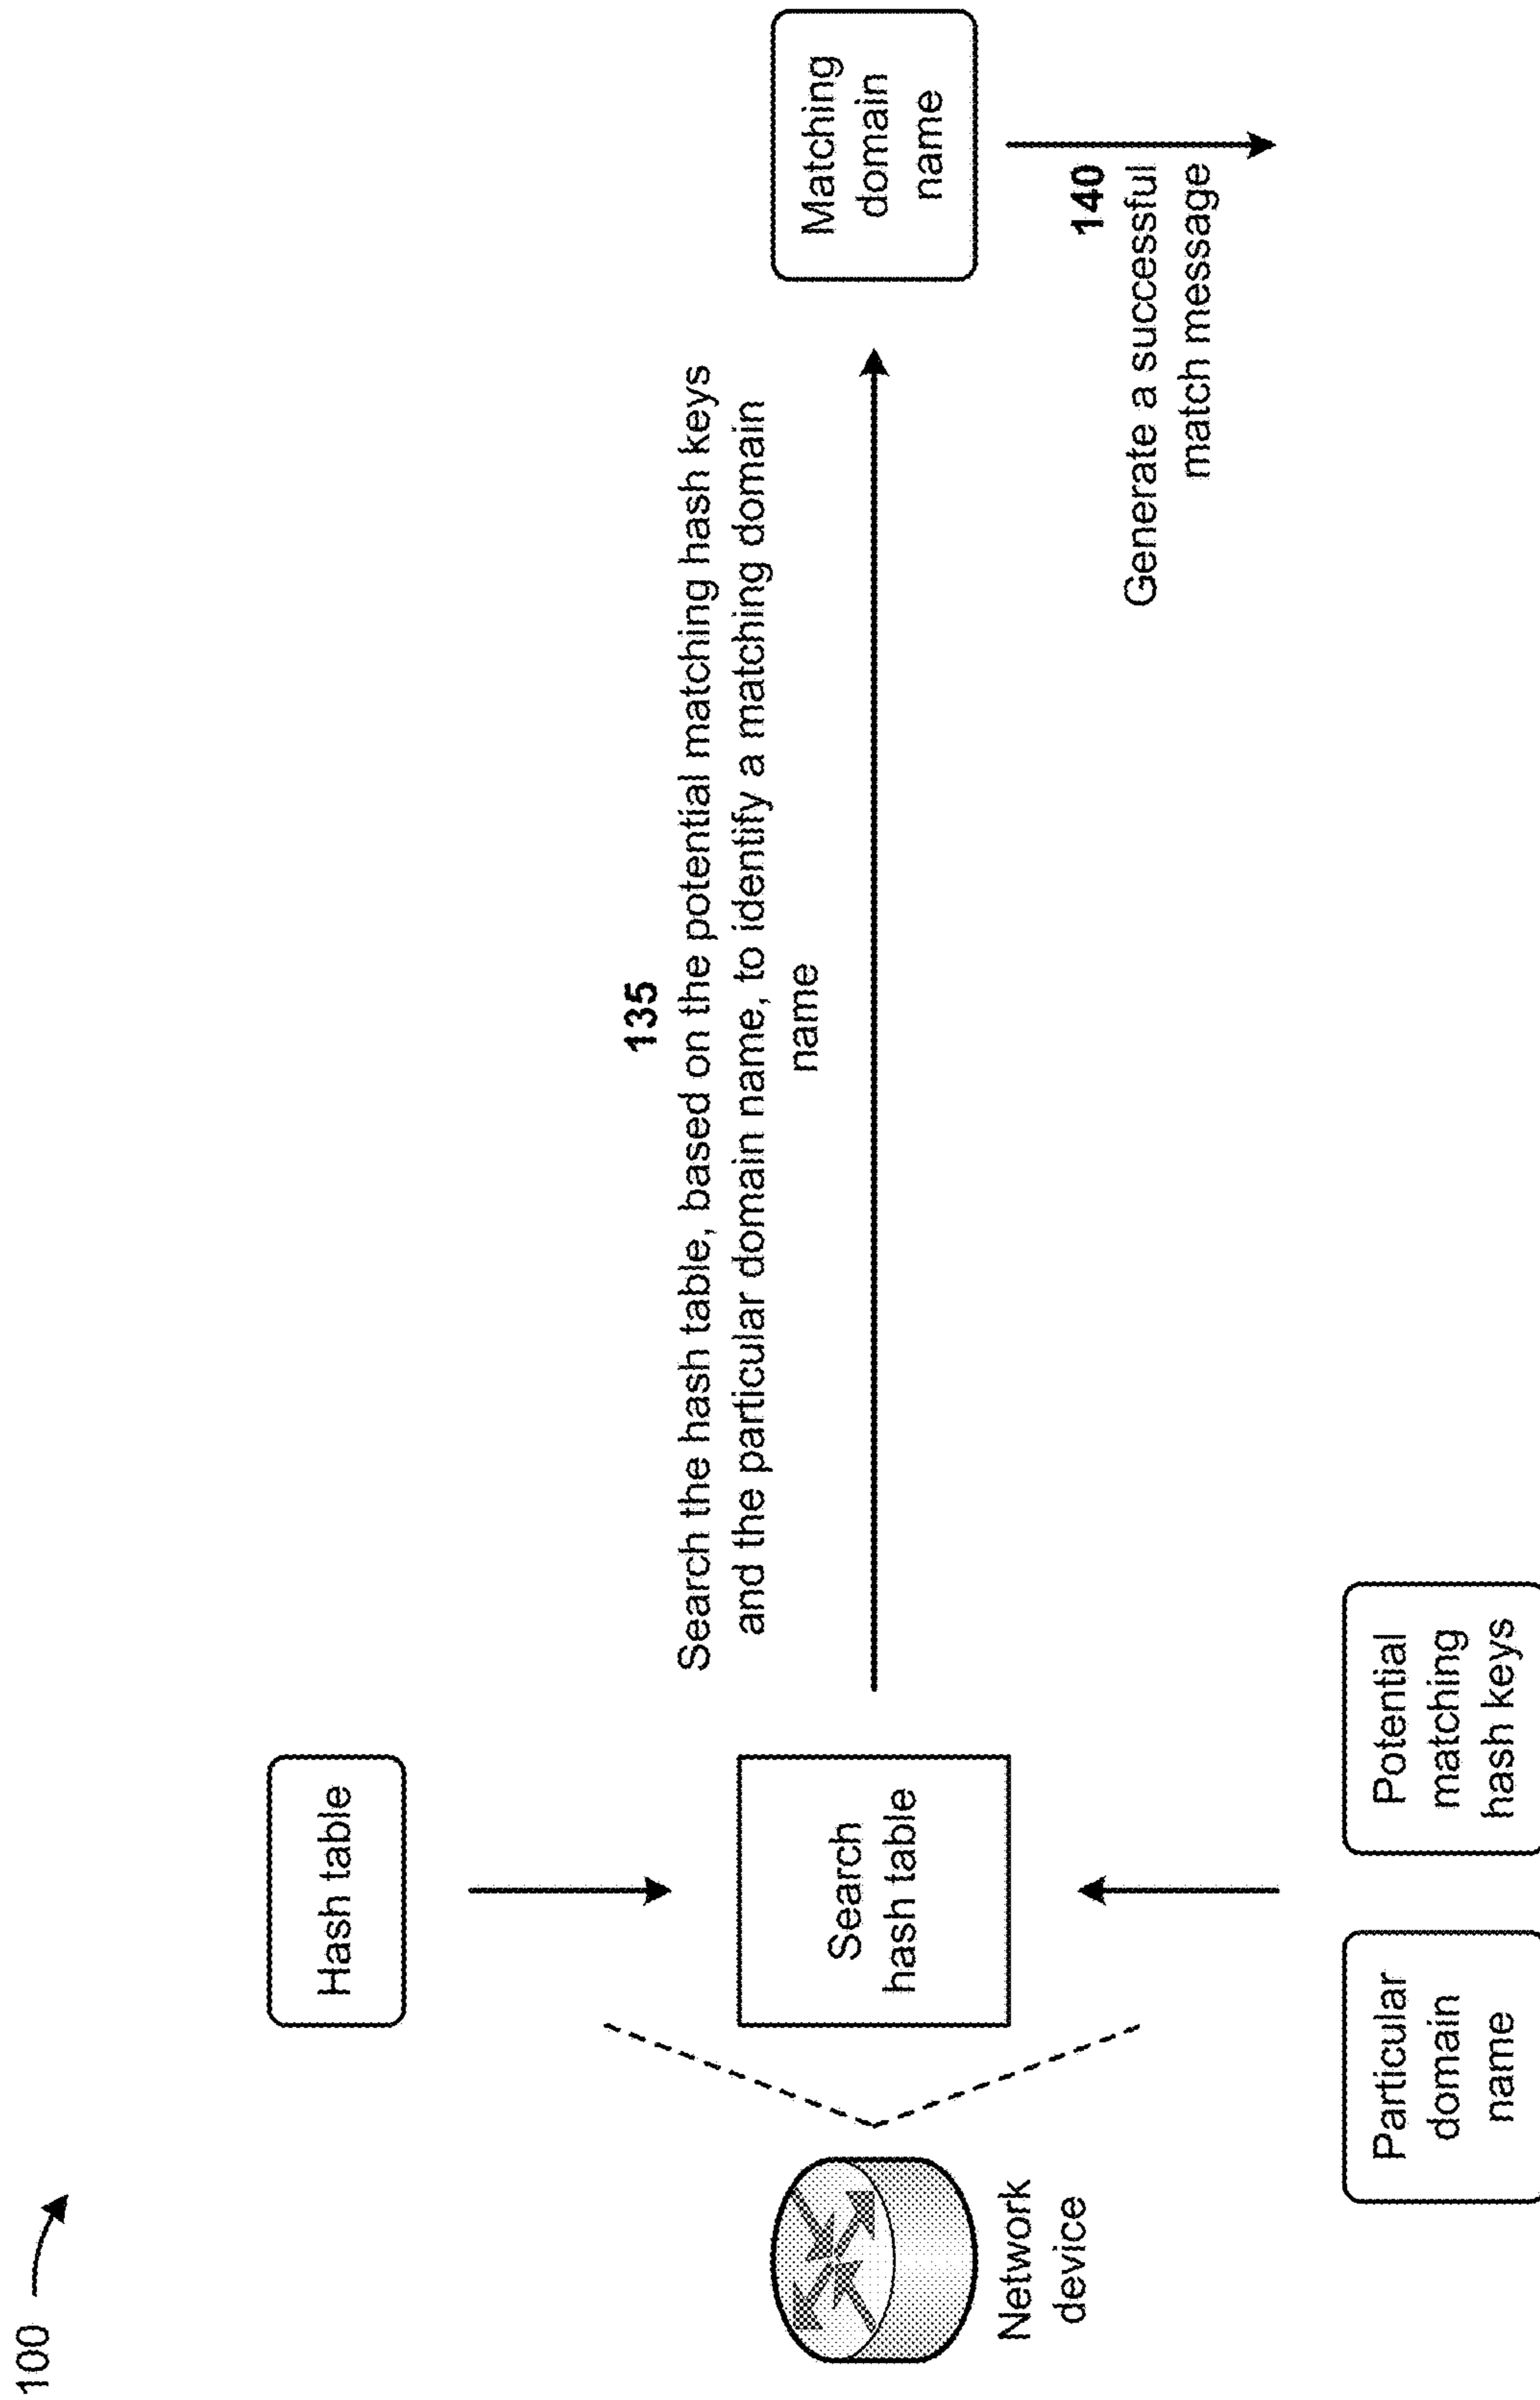 100
Hash table
135
Search the hash table, based on the potential matching hash keys
and the particular domain name, to identify a matching domain
name
Network
device
Search
hash table
Matching
domain
name
140
Generate a successful
match message
Particular
domain
name
Potential
matching
hash keys